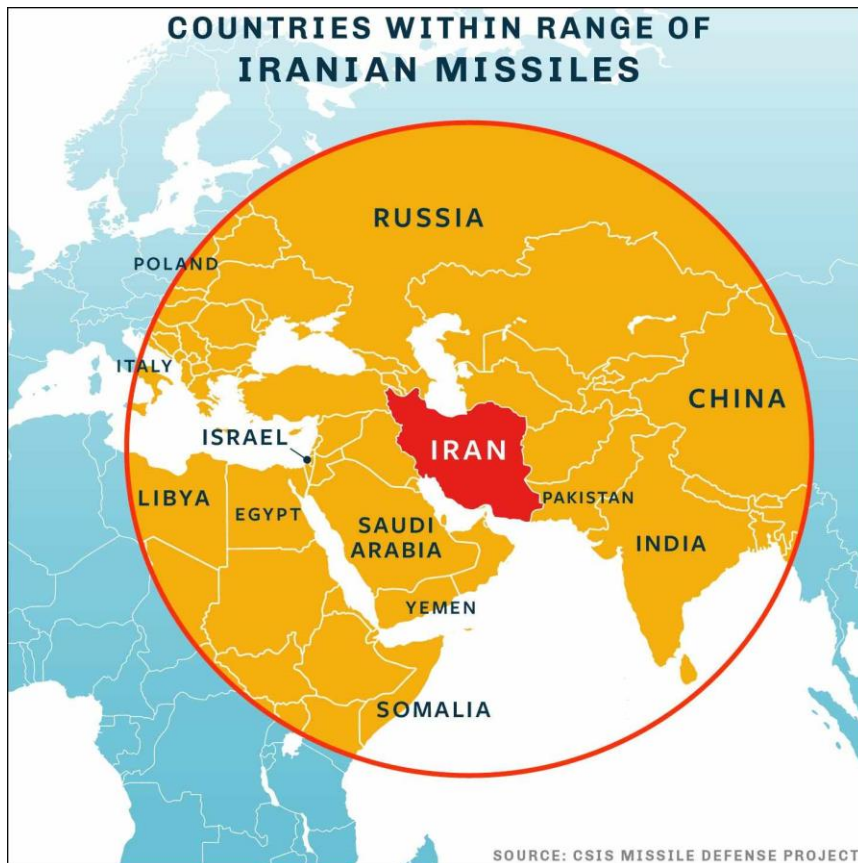 COUNTRIES WITHIN RANGE OF
IRANIAN MISSILES
RUSSIA
POLAND
ITALY
CHINA
ISRAEL
IRAN
LIBYA
EGYPT
PAKISTAN
SAUDI
ARABIA
INDIA
YEMEN
SOMALIA
SOURCE: CSIS MISSILE DEFENSE PROJECT